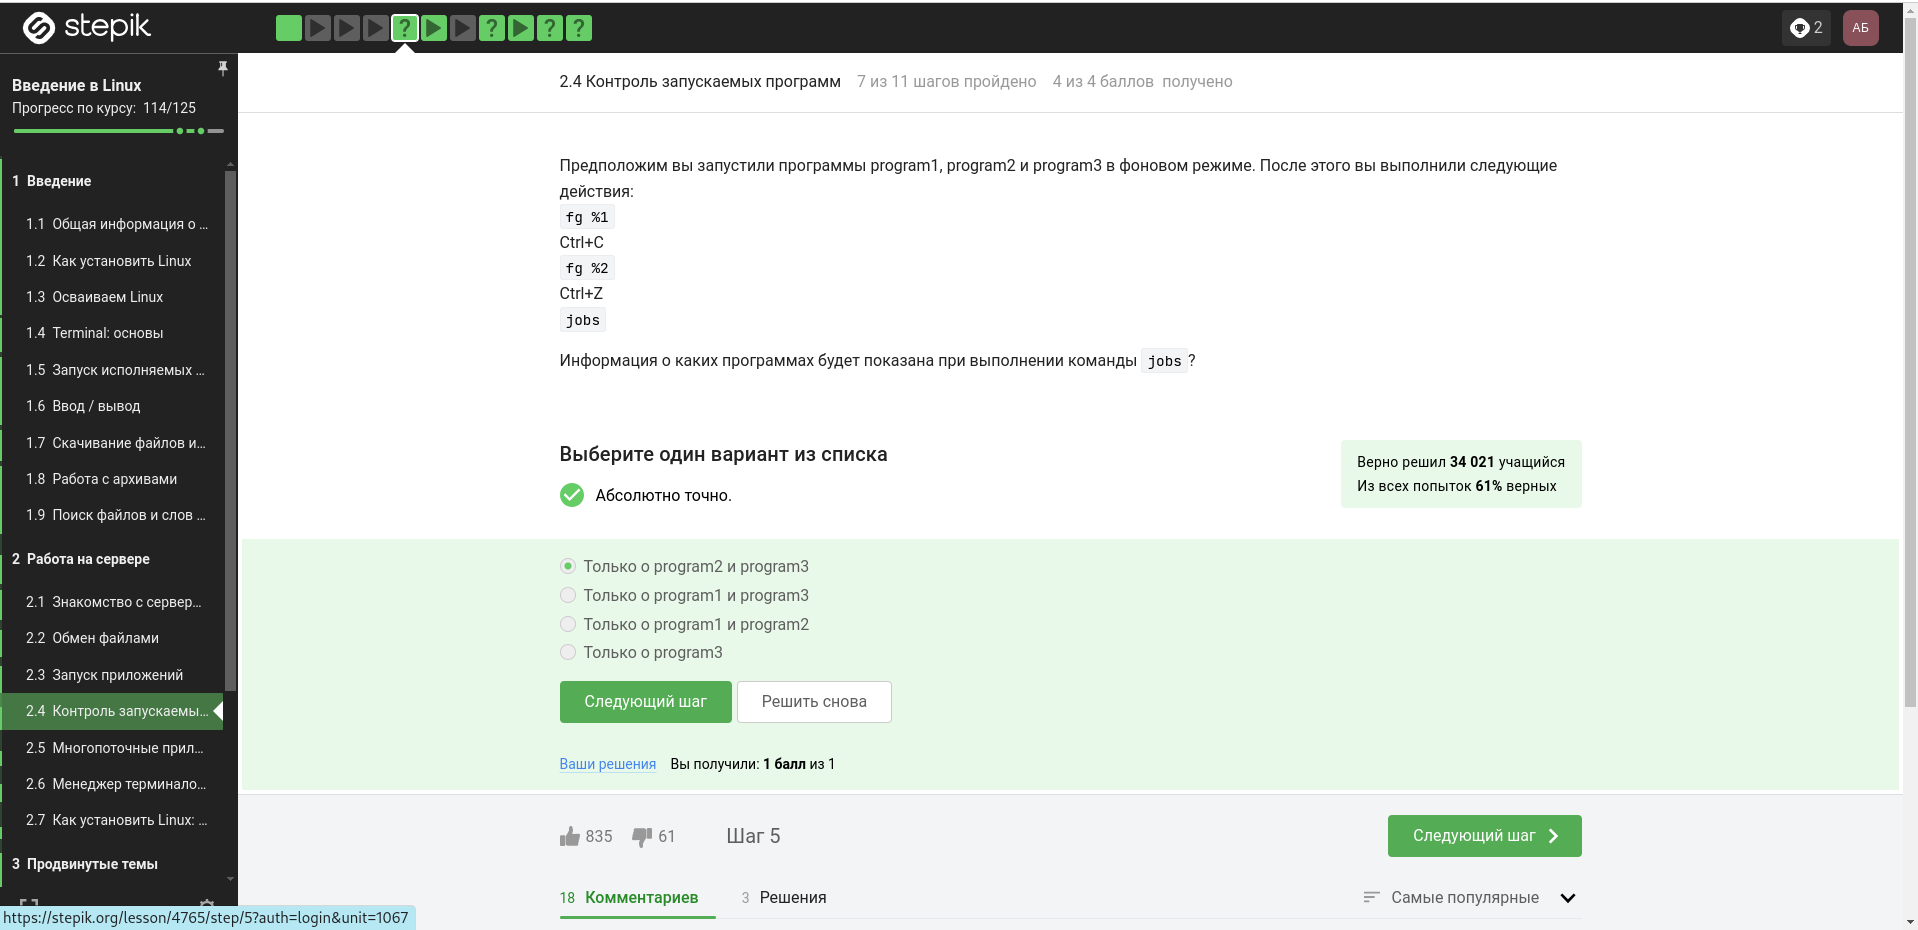 stepik
?
?
?
?
2
АБ
Введение в Linux
Прогресс по курсу: 114/125
1 Введение
1.1 Общая информация о ...
1.2 Как установить Linux
1.3 Осваиваем Linux
1.4 Terminal: основы
1.5 Запуск исполняемых ...
1.6 Ввод / вывод
1.7 Скачивание файлов и...
1.8 Работа с архивами
1.9 Поиск файлов и слов ...
2 Работа на сервере
2.1 Знакомство с сервер...
2.2 Обмен файлами
2.3 Запуск приложений
2.4 Контроль запускаемы...
2.5 Многопоточные прил...
2.6 Менеджер терминало...
2.7 Как установить Linux: ...
3 Продвинутые темы
https://stepik.org/lesson/4765/step/5?auth=login&unit=1067
2.4 Контроль запускаемых программ 7 из 11 шагов пройдено 4 из 4 баллов получено
Предположим вы запустили программы program1, program2 и program3 в фоновом режиме. После этого вы выполнили следующие
действия:
fg %1
Ctrl+C
fg %2
Ctrl+Z
jobs
Информация о каких программах будет показана при выполнении команды jobs?
Выберите один вариант из списка
Абсолютно точно.
Верно решил 34 021 учащийся
Из всех попыток 61% верных
Только о program2 и program3
Только о program1 и program3
Только о program1 и program2
Только о program3
Следующий шаг
Решить снова
Ваши решения Вы получили: 1 балл из 1
835 61 Шаг 5
Следующий шаг
18 Комментариев 3 Решения
Самые популярные